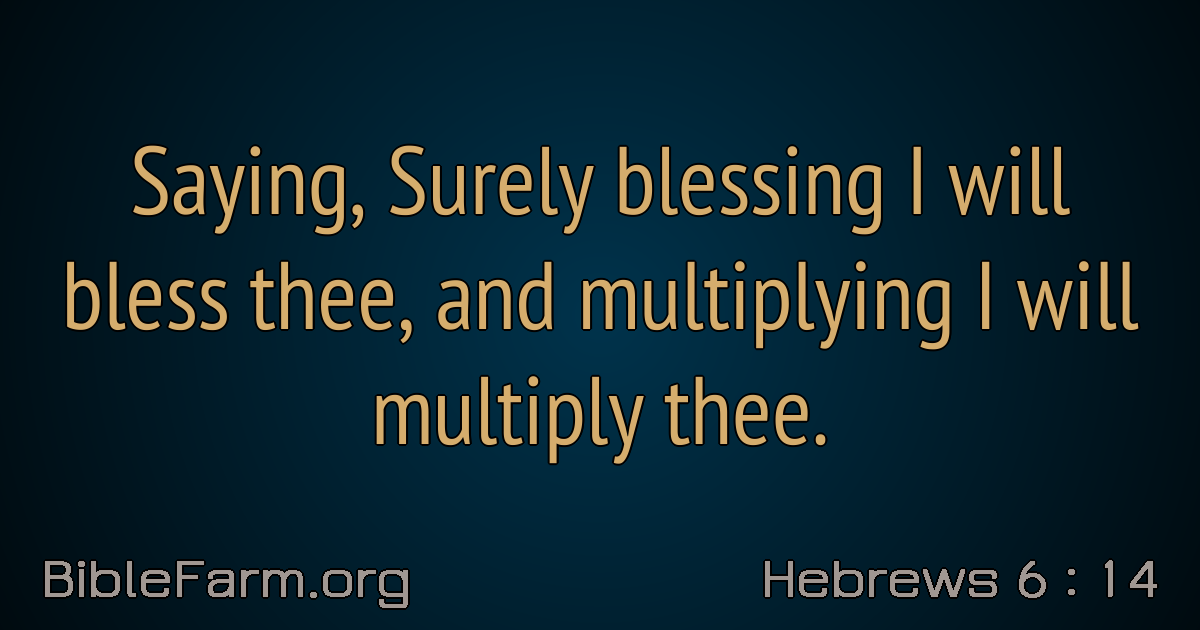 Saying, Surely blessing I will
bless thee, and multiplying I will
multiply thee.
BibleFarm.org
Hebrews 6 : 14